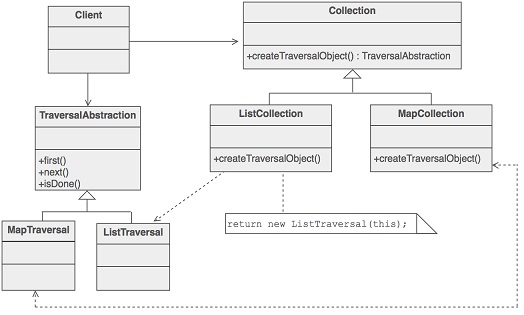 Client
Collection
+createTraversalObject() : TraversalAbstraction
TraversalAbstraction
+first()
+next()
+isDone()
ListCollection
+createTraversalObject()
MapCollection
+createTraversalObject()
return new ListTraversal(this);
MapTraversal
ListTraversal